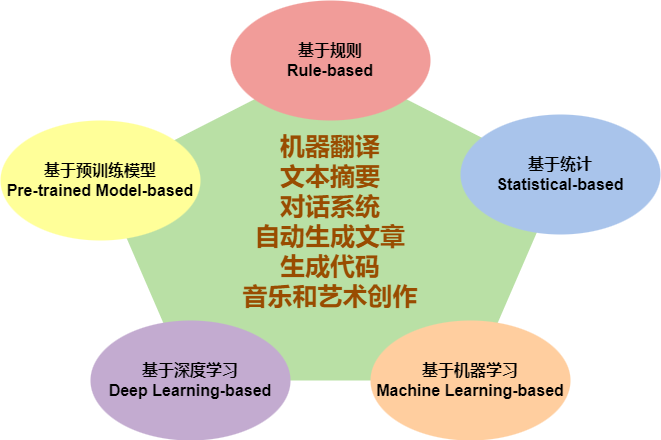 基于规则
Rule-based
基于预训练模型
Pre-trained Model-based
基于统计
Statistical-based
机器翻译
文本摘要
对话系统
自动生成文章
生成代码
音乐和艺术创作
基于深度学习
Deep Learning-based
基于机器学习
Machine Learning-based